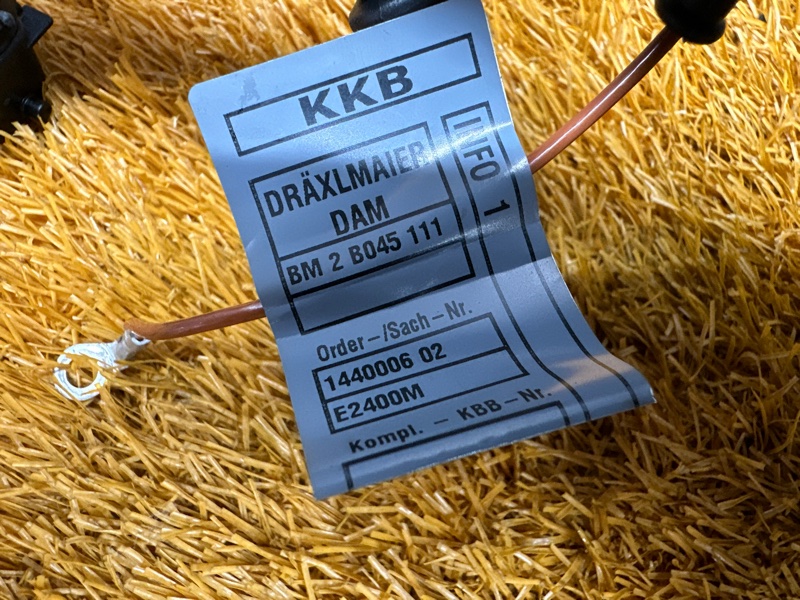 KKB
DRÄXLMAIER
DAM
BM 2 B045 111
INFO 1
Order-/Sach-Nr.
1440006 02
E2400M
Kompl. - KBB-Nr.